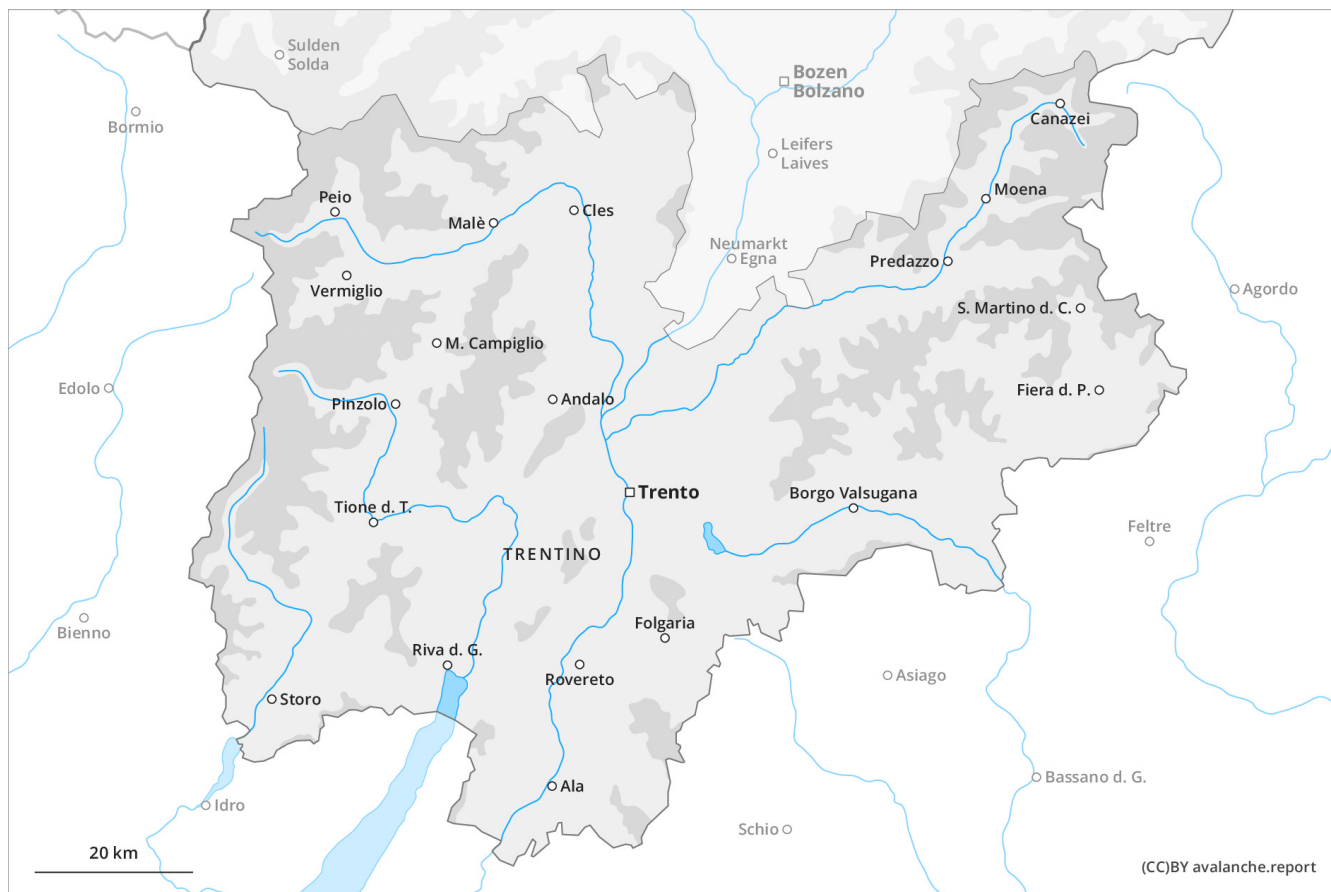 Sulden
Solda
Bozen
Bolzano
Bormio
Canazei
Leifers
Laives
Peio
Moena
Malè
Cles
Neumarkt
Egna
Predazzo
Vermiglio
Agordo
S. Martino d. C.
M. Campiglio
Edolo
Fiera d. P.
Andalo
Pinzolo
Trento
Borgo Valsugana
Tione d. T.
Feltre
TRENTINO
Bienno
Folgaria
Riva d. G.
Rovereto
Asiago
Storo
Bassano d. G.
Ala
Idro
Schio
20 km
(CC)BY avalanche.report